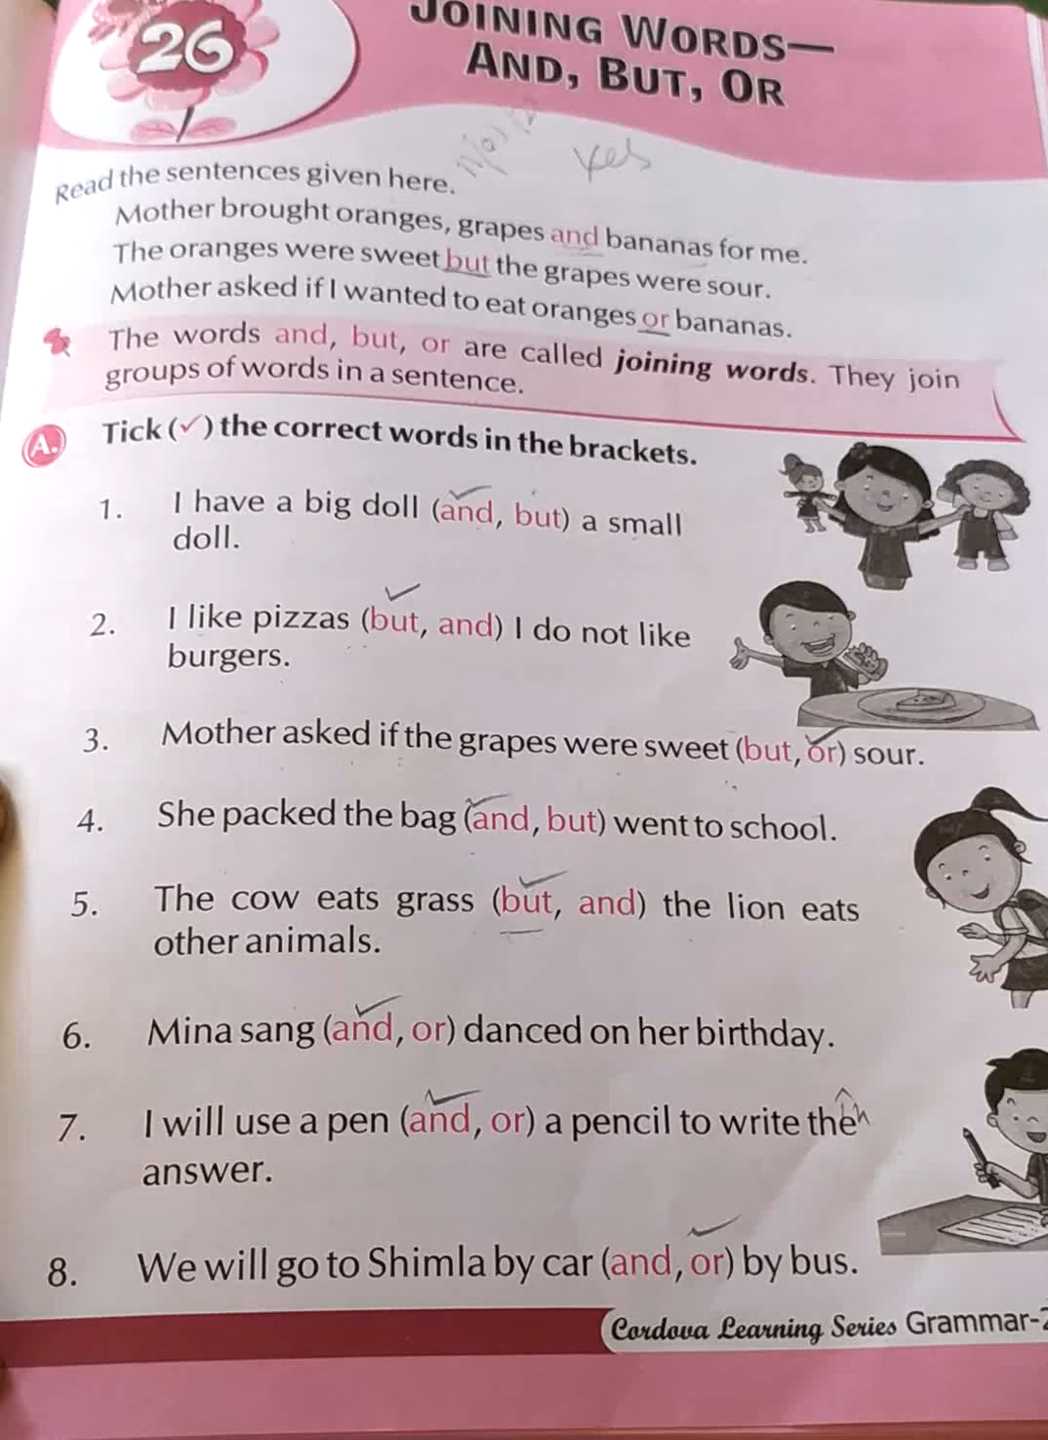 26
JOINING WORDS—
AND, BUT, OR
yes
Read the sentences given here.
Mother brought oranges, grapes and bananas for me.
The oranges were sweet but the grapes were sour.
Mother asked if I wanted to eat oranges or bananas.
The words and, but, or are called joining words. They join
groups of words in a sentence.
A. Tick (✓) the correct words in the brackets.
1. I have a big doll (and, but) a small
doll.
2. I like pizzas (but, and) I do not like
burgers.
3. Mother asked if the grapes were sweet (but, or) sour.
4. She packed the bag (and, but) went to school.
5. The cow eats grass (but, and) the lion eats
other animals.
6. Mina sang (and, or) danced on her birthday.
7. I will use a pen (and, or) a pencil to write the
answer.
8. We will go to Shimla by car (and, or) by bus.
Cordova Learning Series Grammar-2